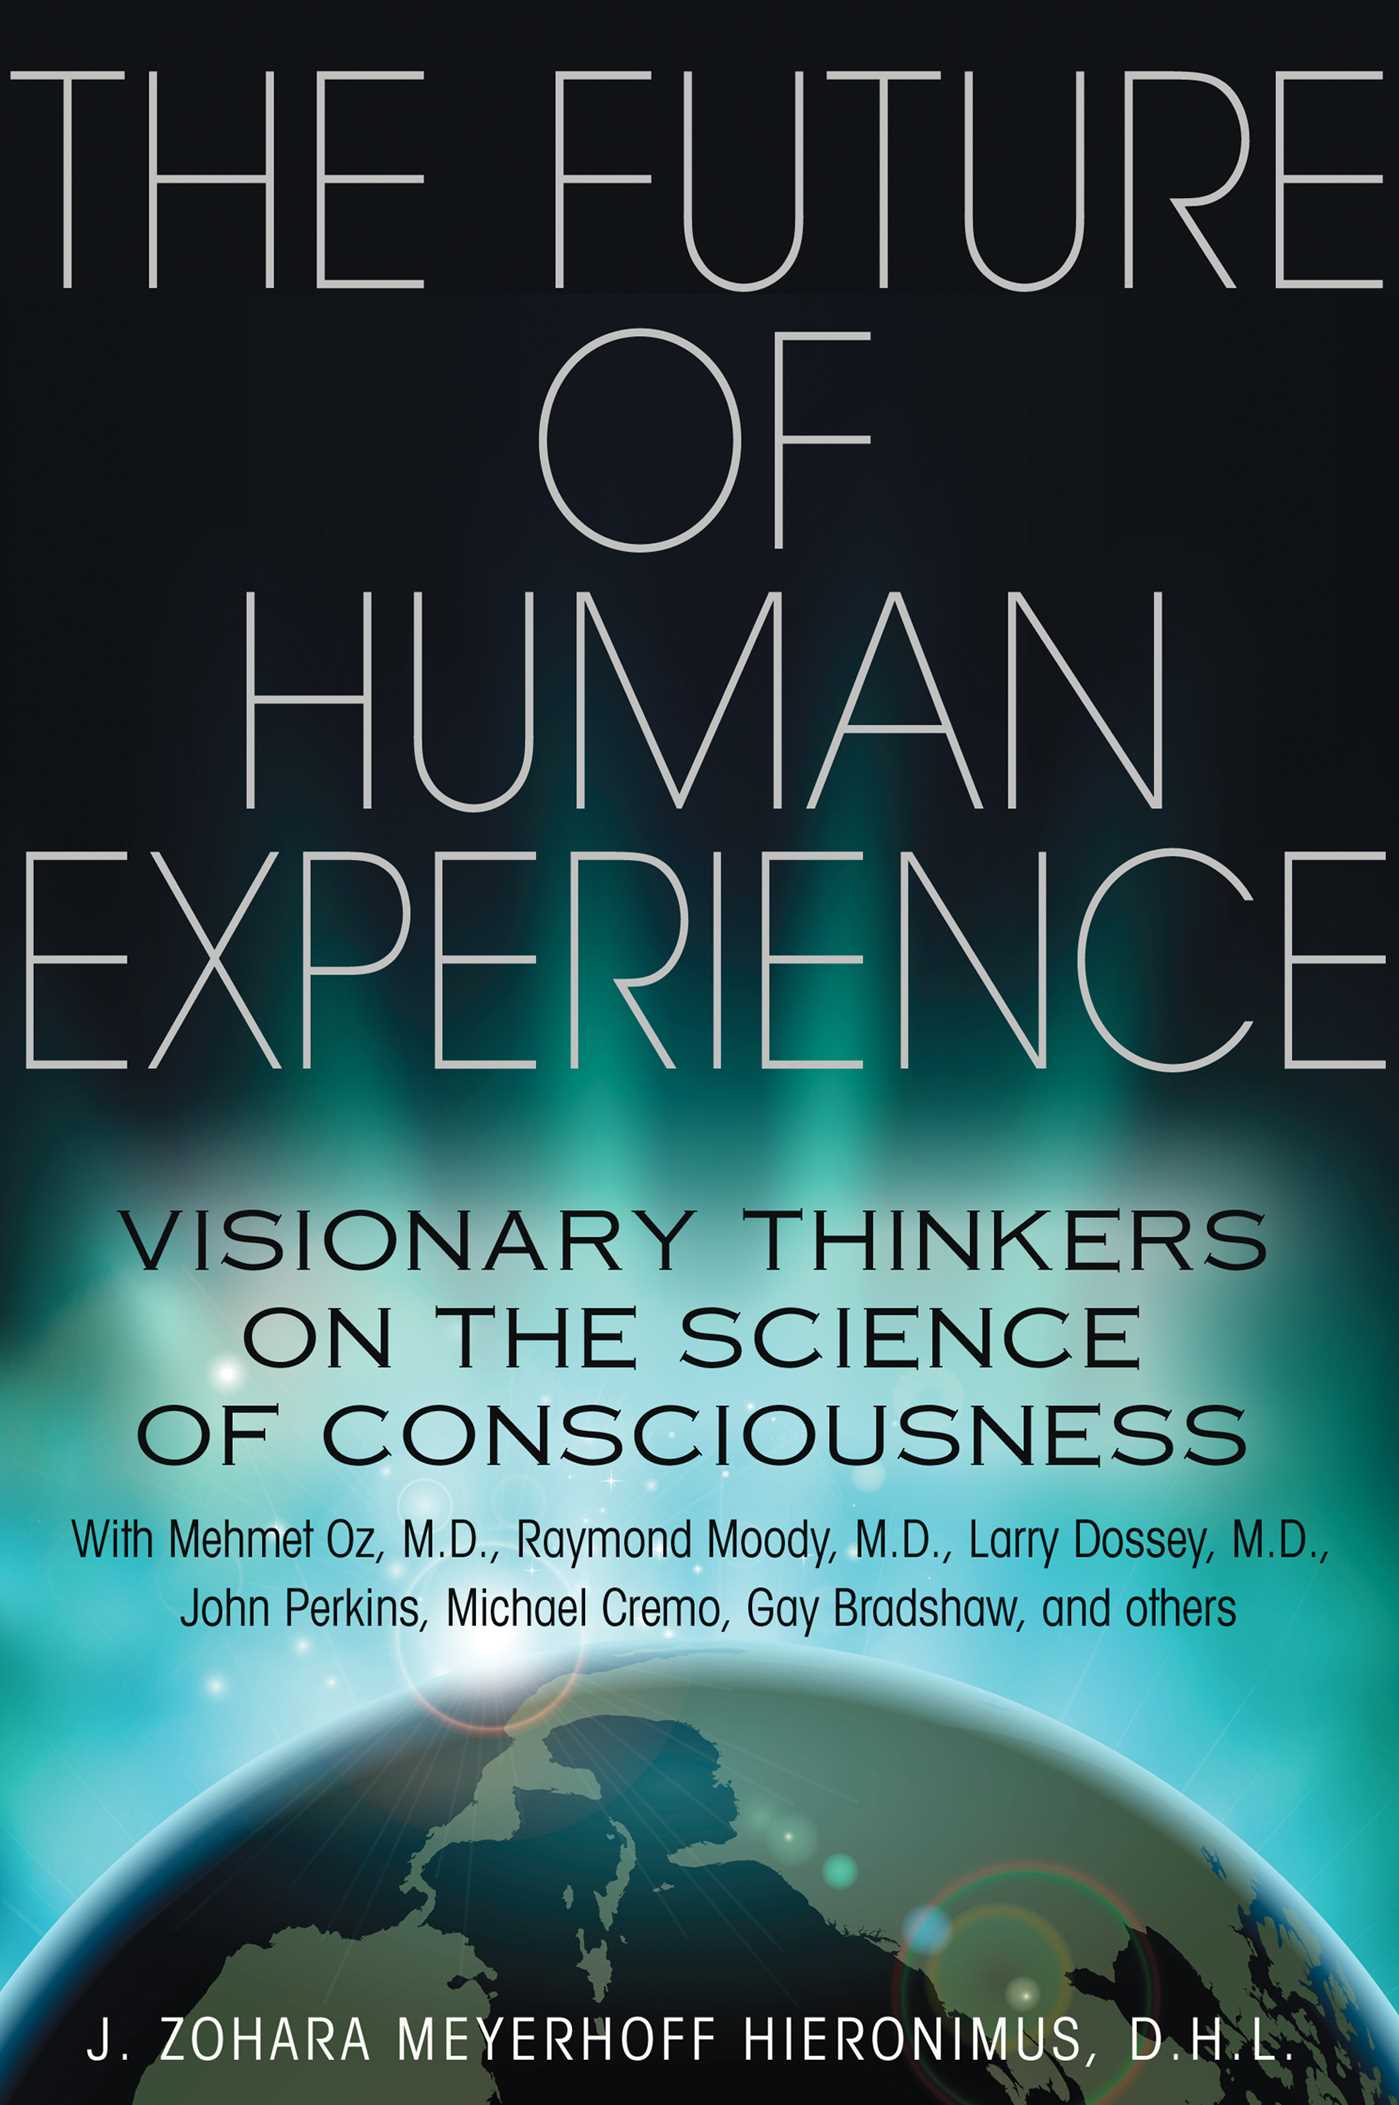 THE FUTURE
OF
HUMAN
EXPERIENCE
VISIONARY THINKERS
ON THE SCIENCE
OF CONSCIOUSNESS
With Mehmet Oz, M.D., Raymond Moody, M.D., Larry Dossey, M.D.,
John Perkins, Michael Cremo, Gay Bradshaw, and others
J. ZOHARA MEYERHOFF HIERONIMUS, D.H.L.